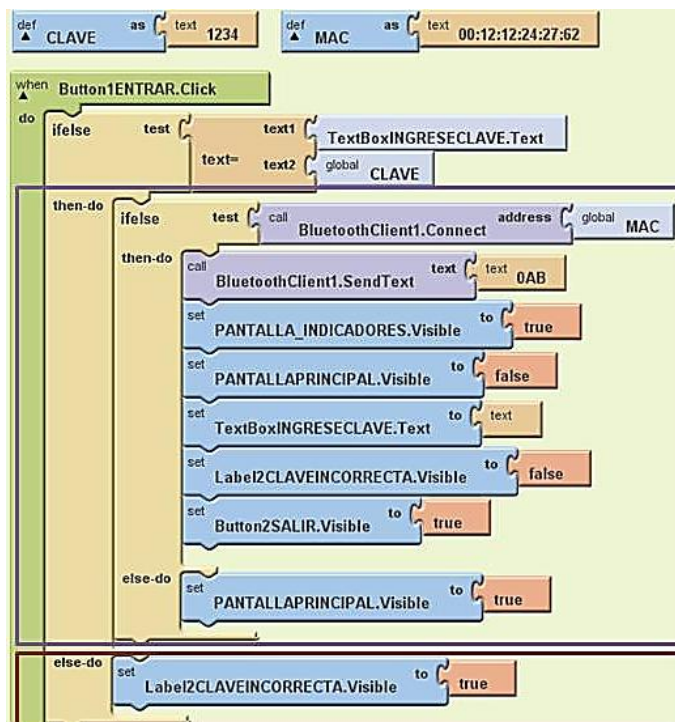 def CLAVE as text 1234 def MAC as text 00:12:12:24:27:62
when Button1ENTRAR.Click
do ifelse test text= text1 TextBoxINGRESECLAVE.Text
text2 global CLAVE
then-do ifelse test call BluetoothClient1.Connect address global MAC
then-do call BluetoothClient1.SendText text text 0AB
set PANTALLA_INDICADORES.Visible to true
set PANTALLAPRINCIPAL.Visible to false
set TextBoxINGRESECLAVE.Text to text
set Label2CLAVEINCORRECTA.Visible to false
set Button2SALIR.Visible to true
else-do set PANTALLAPRINCIPAL.Visible to true
else-do set Label2CLAVEINCORRECTA.Visible to true